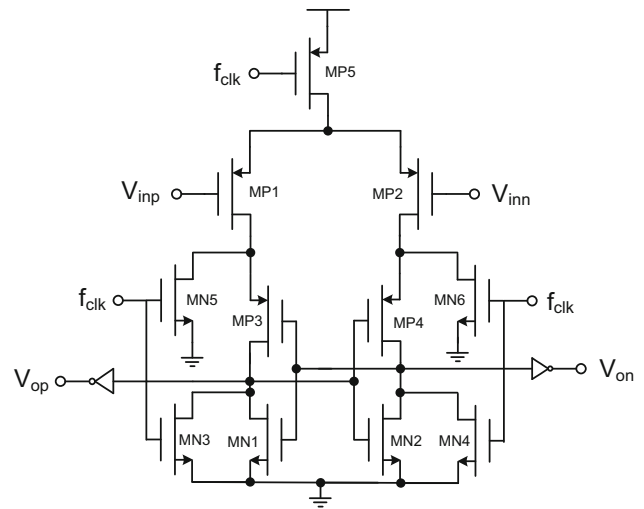 f_clk
MP5
V_inp
MP1
MP2
V_inn
f_clk
MN5
MP3
MP4
MN6
f_clk
V_op
V_on
MN3
MN1
MN2
MN4